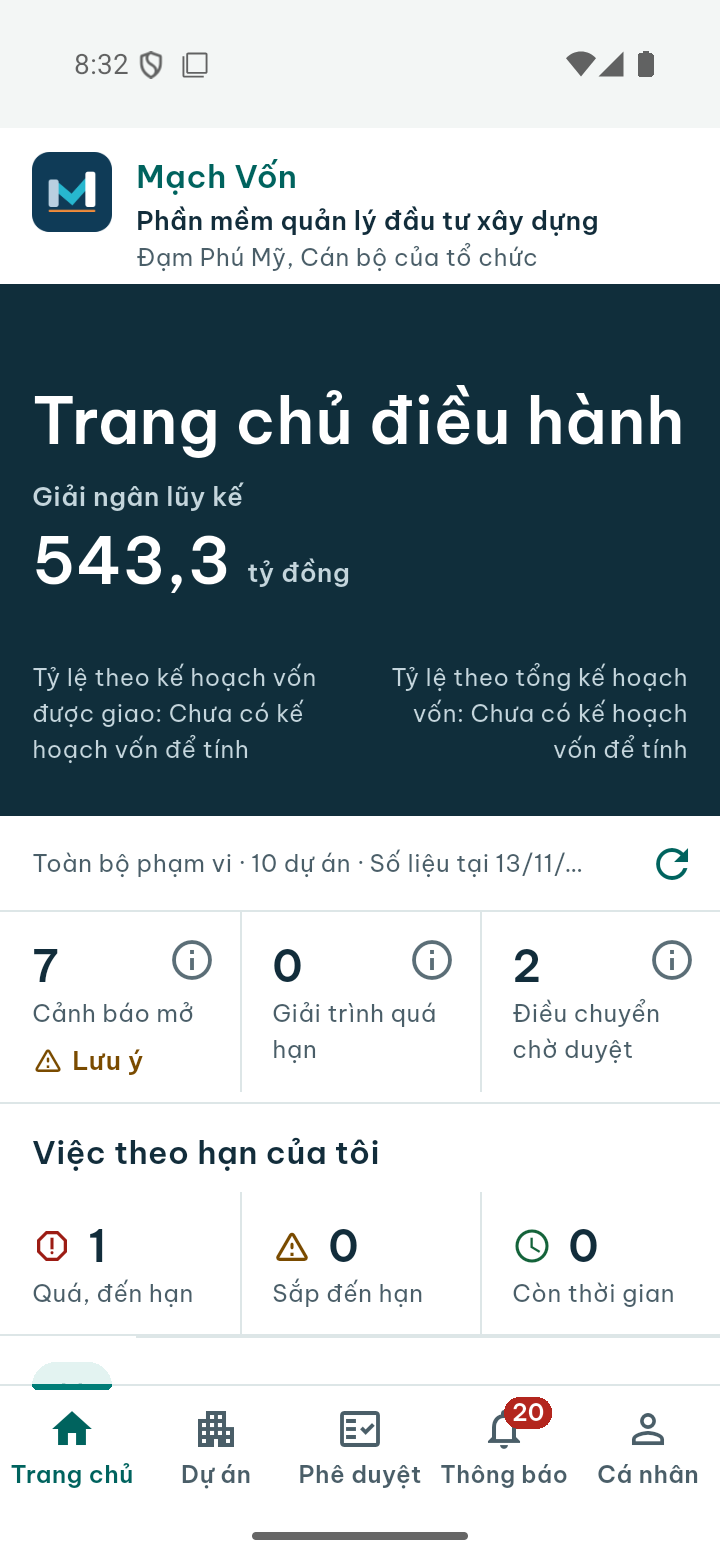 8:32
Mạch Vốn
Phần mềm quản lý đầu tư xây dựng
Đạm Phú Mỹ, Cán bộ của tổ chức
Trang chủ điều hành
Giải ngân lũy kế
543,3 tỷ đồng
Tỷ lệ theo kế hoạch vốn
được giao: Chưa có kế
hoạch vốn để tính
Tỷ lệ theo tổng kế hoạch
vốn: Chưa có kế hoạch
vốn để tính
Toàn bộ phạm vi · 10 dự án · Số liệu tại 13/11/...
7
Cảnh báo mở
Lưu ý
0
Giải trình quá
hạn
2
Điều chuyển
chờ duyệt
Việc theo hạn của tôi
1
Quá, đến hạn
0
Sắp đến hạn
0
Còn thời gian
20
Trang chủ
Dự án
Phê duyệt
Thông báo
Cá nhân